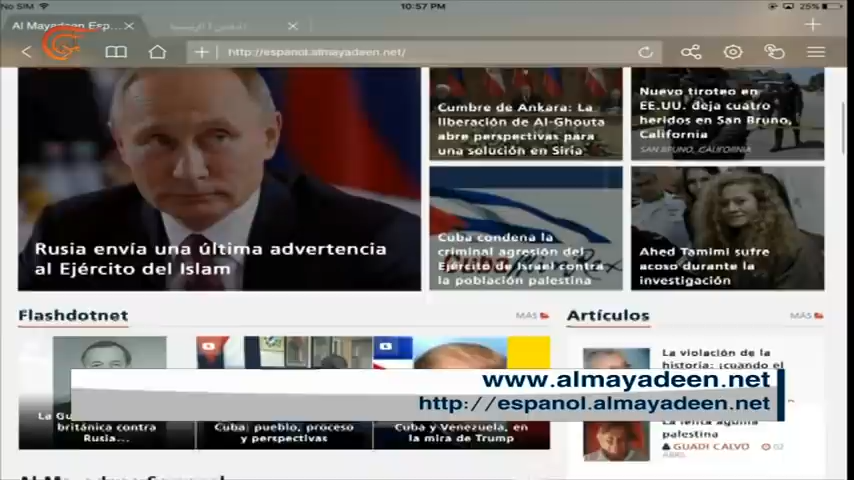 No SIM
10:57 PM
25%
Al Mayadeen Esp...
http://espanol.almayadeen.net/
Rusia envía una última advertencia
al Ejército del Islam
Cumbre de Ankara: La
liberación de Al-Ghouta
abre perspectivas para
una solución en Siria
Nuevo tiroteo en
EE.UU. deja cuatro
heridos en San Bruno,
California
SAN BRUNO, CALIFORNIA
Cuba condena la
criminal agresión del
Ejército de Israel contra
la población palestina
Ahed Tamimi sufre
acoso durante la
investigación
Flashdotnet
MÁS
Artículos
MÁS
La Gu
británica contra
Rusia...
Cuba: pueblo, proceso
y perspectivas
Cuba y Venezuela, en
la mira de Trump
La violación de la
historia: ¿cuando el
www.almayadeen.net
http://espanol.almayadeen.net
palestina
GUADI CALVO
02
ABRIL